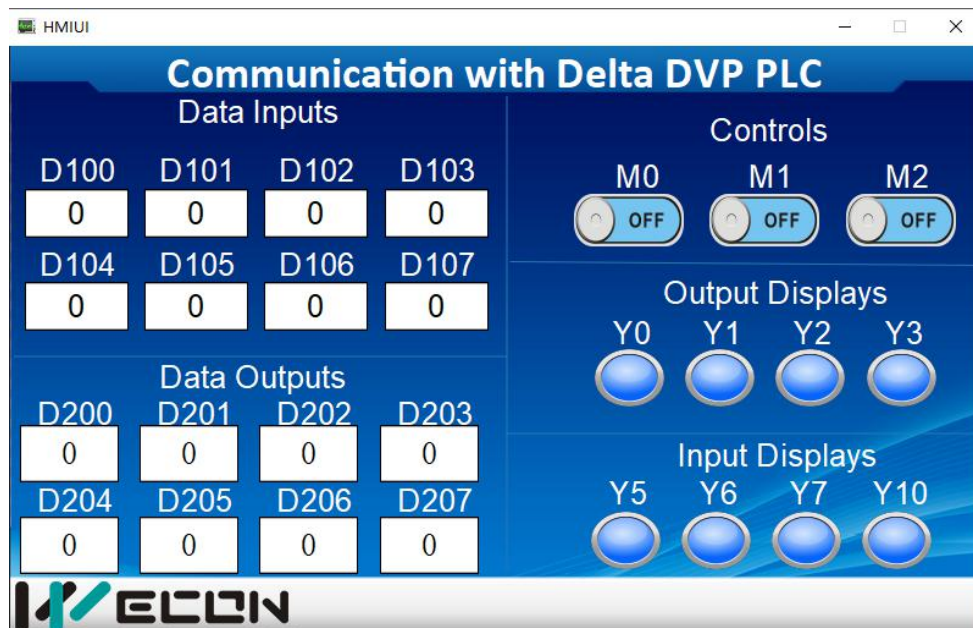 HMIUI
Communication with Delta DVP PLC
Data Inputs
D100 D101 D102 D103
0 0 0 0
D104 D105 D106 D107
0 0 0 0
Data Outputs
D200 D201 D202 D203
0 0 0 0
D204 D205 D206 D207
0 0 0 0
Controls
M0 M1 M2
OFF OFF OFF
Output Displays
Y0 Y1 Y2 Y3
Input Displays
Y5 Y6 Y7 Y10
WECON